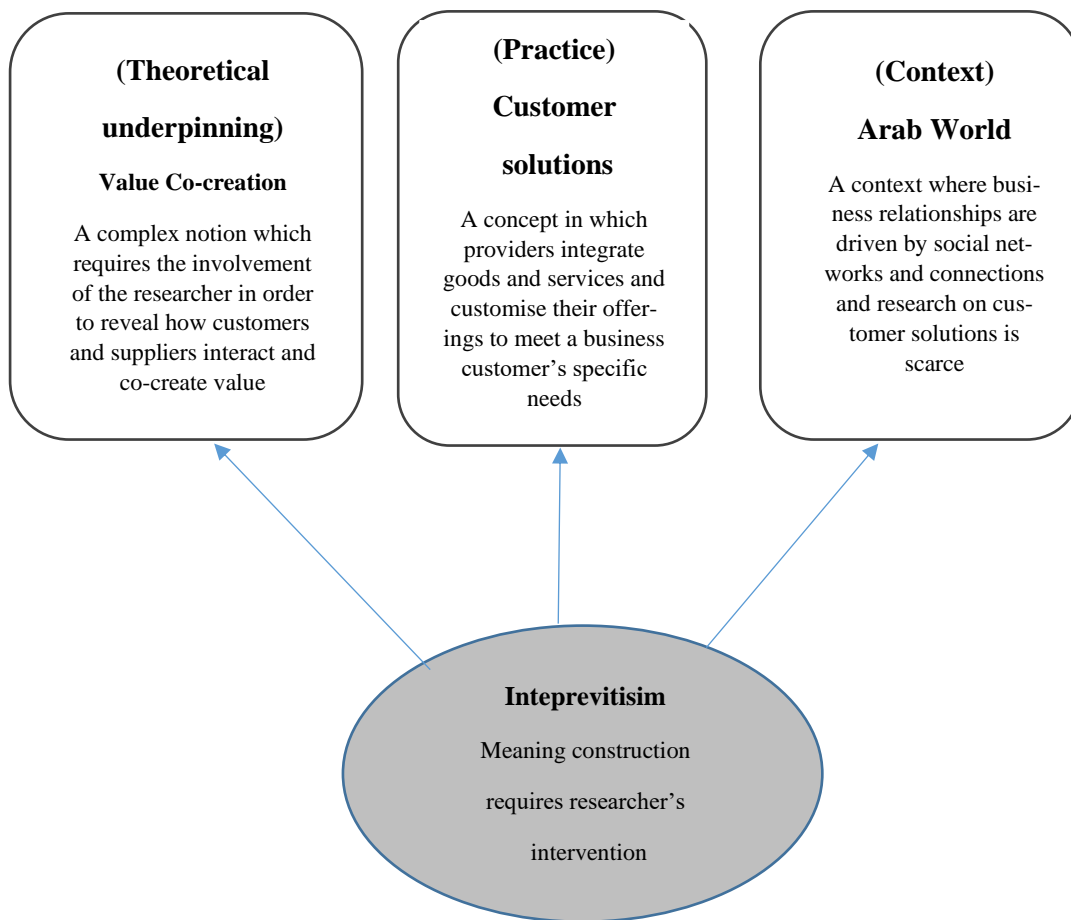 (Theoretical
underpinning)
Value Co-creation
A complex notion which
requires the involvement
of the researcher in order
to reveal how customers
and suppliers interact and
co-create value
(Practice)
Customer
solutions
A concept in which
providers integrate
goods and services and
customise their offer-
ings to meet a business
customer’s specific
needs
(Context)
Arab World
A context where busi-
ness relationships are
driven by social net-
works and connections
and research on cus-
tomer solutions is
scarce
Inteprevitisim
Meaning construction
requires researcher’s
intervention